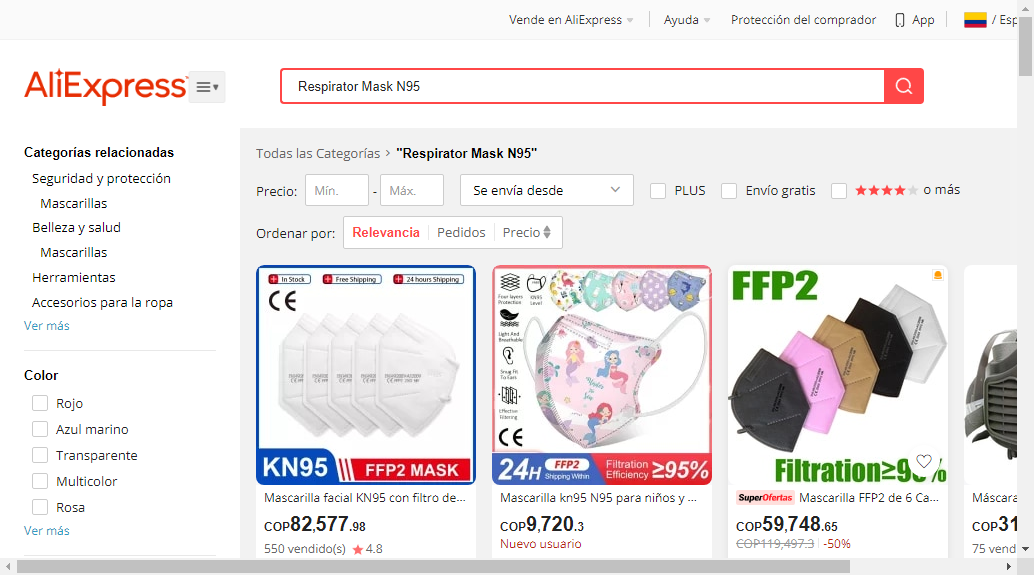 Vende en AliExpress
Ayuda
Protección del comprador
App
/ Esp
AliExpress
Respirator Mask N95
Categorías relacionadas
Seguridad y protección
Mascarillas
Belleza y salud
Mascarillas
Herramientas
Accesorios para la ropa
Ver más
Color
Rojo
Azul marino
Transparente
Multicolor
Rosa
Ver más
Todas las Categorías > "Respirator Mask N95"
Precio: Mín. - Máx. Se envía desde PLUS Envío gratis o más
Ordenar por: Relevancia Pedidos Precio
In Stock Free Shipping 24 hours Shipping
CE
KN95 FFP2 MASK
Mascarilla facial KN95 con filtro de...
COP82,577.98
550 vendido(s) 4.8
Four layers Protection
KN95 Level
Light And Breathable
Snug Fit To Ears
Effective Filtering
CE
24H FFP2 Shipping Within Filtration Efficiency ≥95%
Mascarilla kn95 N95 para niños y ...
COP9,720.3
Nuevo usuario
FFP2
SuperOfertas Mascarilla FFP2 de 6 Ca...
COP59,748.65
COP119,497.3 -50%
Máscara
COP31
75 vend